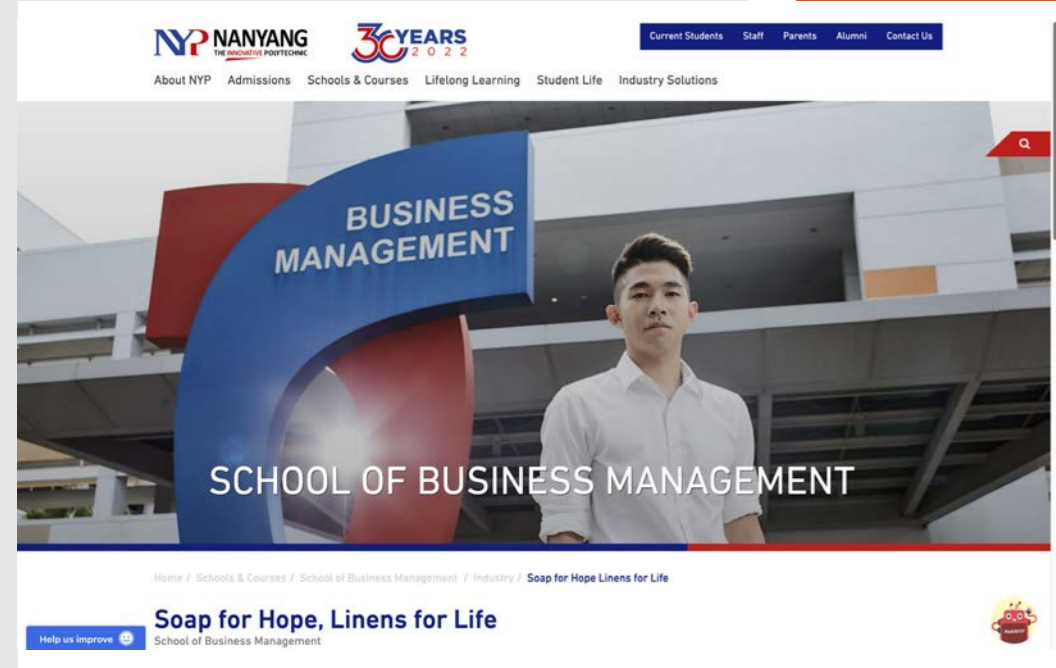 NYP NANYANG
THE INNOVATIVE POLYTECHNIC
30 YEARS
2022
Current Students Staff Parents Alumni Contact Us
About NYP Admissions Schools & Courses Lifelong Learning Student Life Industry Solutions
BUSINESS
MANAGEMENT
SCHOOL OF BUSINESS MANAGEMENT
Home / Schools & Courses / School of Business Management / Industry / Soap for Hope Linens for Life
Soap for Hope, Linens for Life
School of Business Management
Help us improve